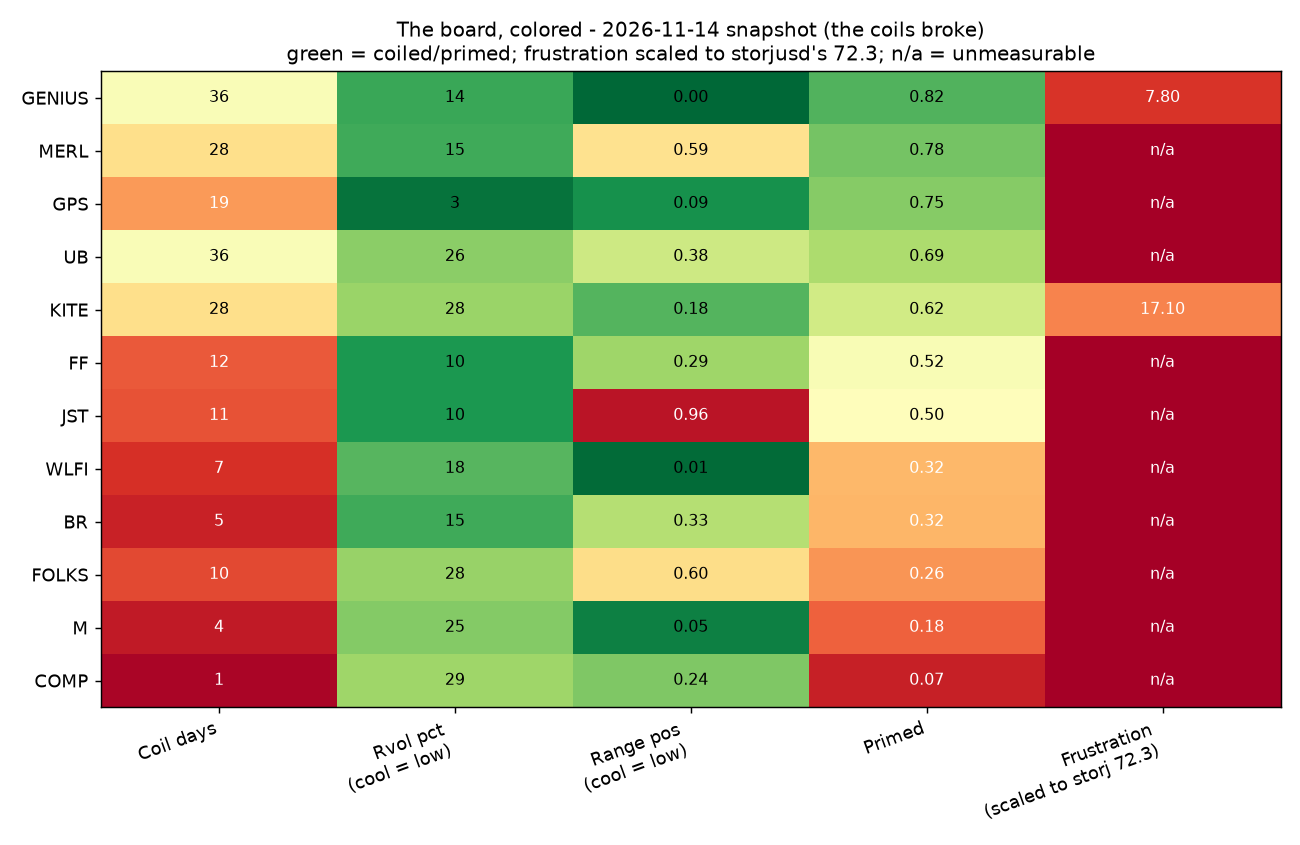 The board, colored - 2026-11-14 snapshot (the coils broke)
green = coiled/primed; frustration scaled to storjusd's 72.3; n/a = unmeasurable
GENIUS 36 14 0.00 0.82 7.80
MERL 28 15 0.59 0.78 n/a
GPS 19 3 0.09 0.75 n/a
UB 36 26 0.38 0.69 n/a
KITE 28 28 0.18 0.62 17.10
FF 12 10 0.29 0.52 n/a
JST 11 10 0.96 0.50 n/a
WLFI 7 18 0.01 0.32 n/a
BR 5 15 0.33 0.32 n/a
FOLKS 10 28 0.60 0.26 n/a
M 4 25 0.05 0.18 n/a
COMP 1 29 0.24 0.07 n/a
Coil days
Rvol pct
(cool = low)
Range pos
(cool = low)
Primed
Frustration
(scaled to storj 72.3)